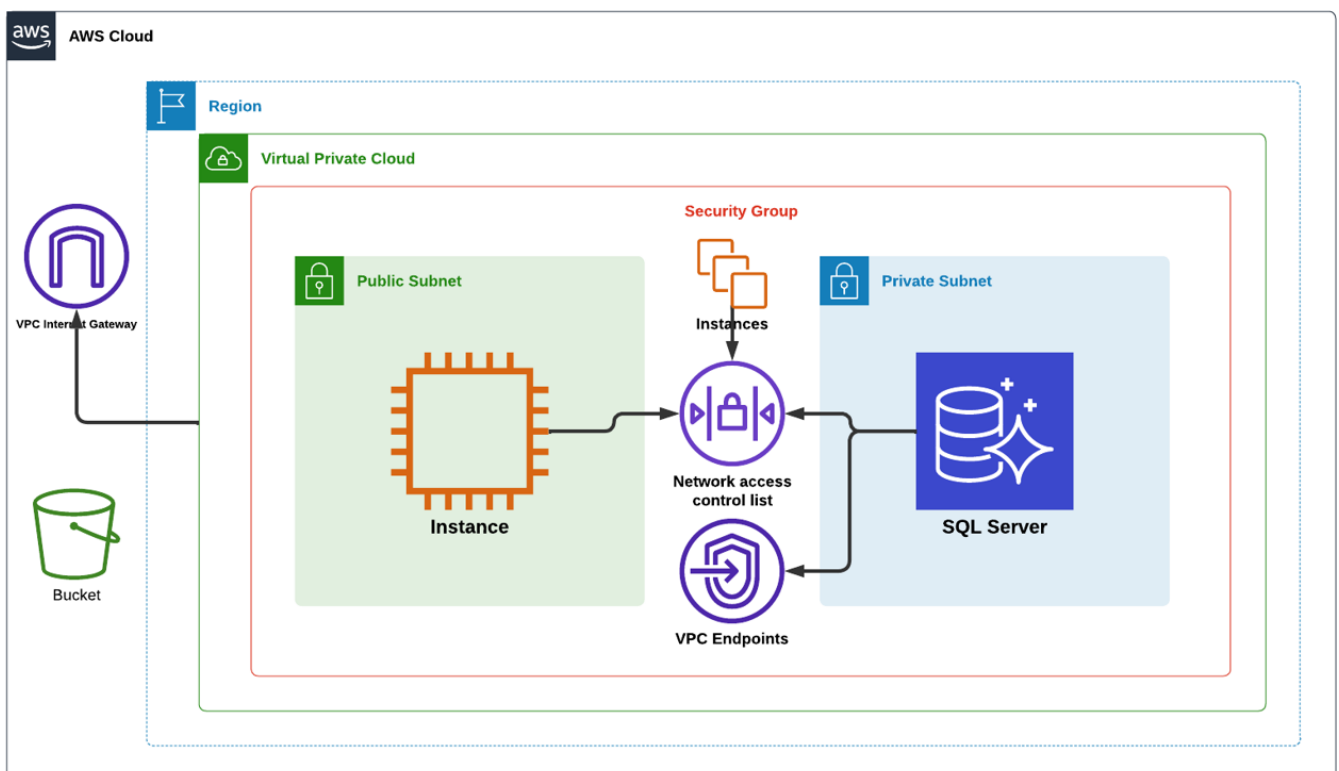 aws
AWS Cloud
Region
Virtual Private Cloud
Security Group
Public Subnet
Private Subnet
Instances
VPC Internet Gateway
Network access
control list
Instance
SQL Server
Bucket
VPC Endpoints